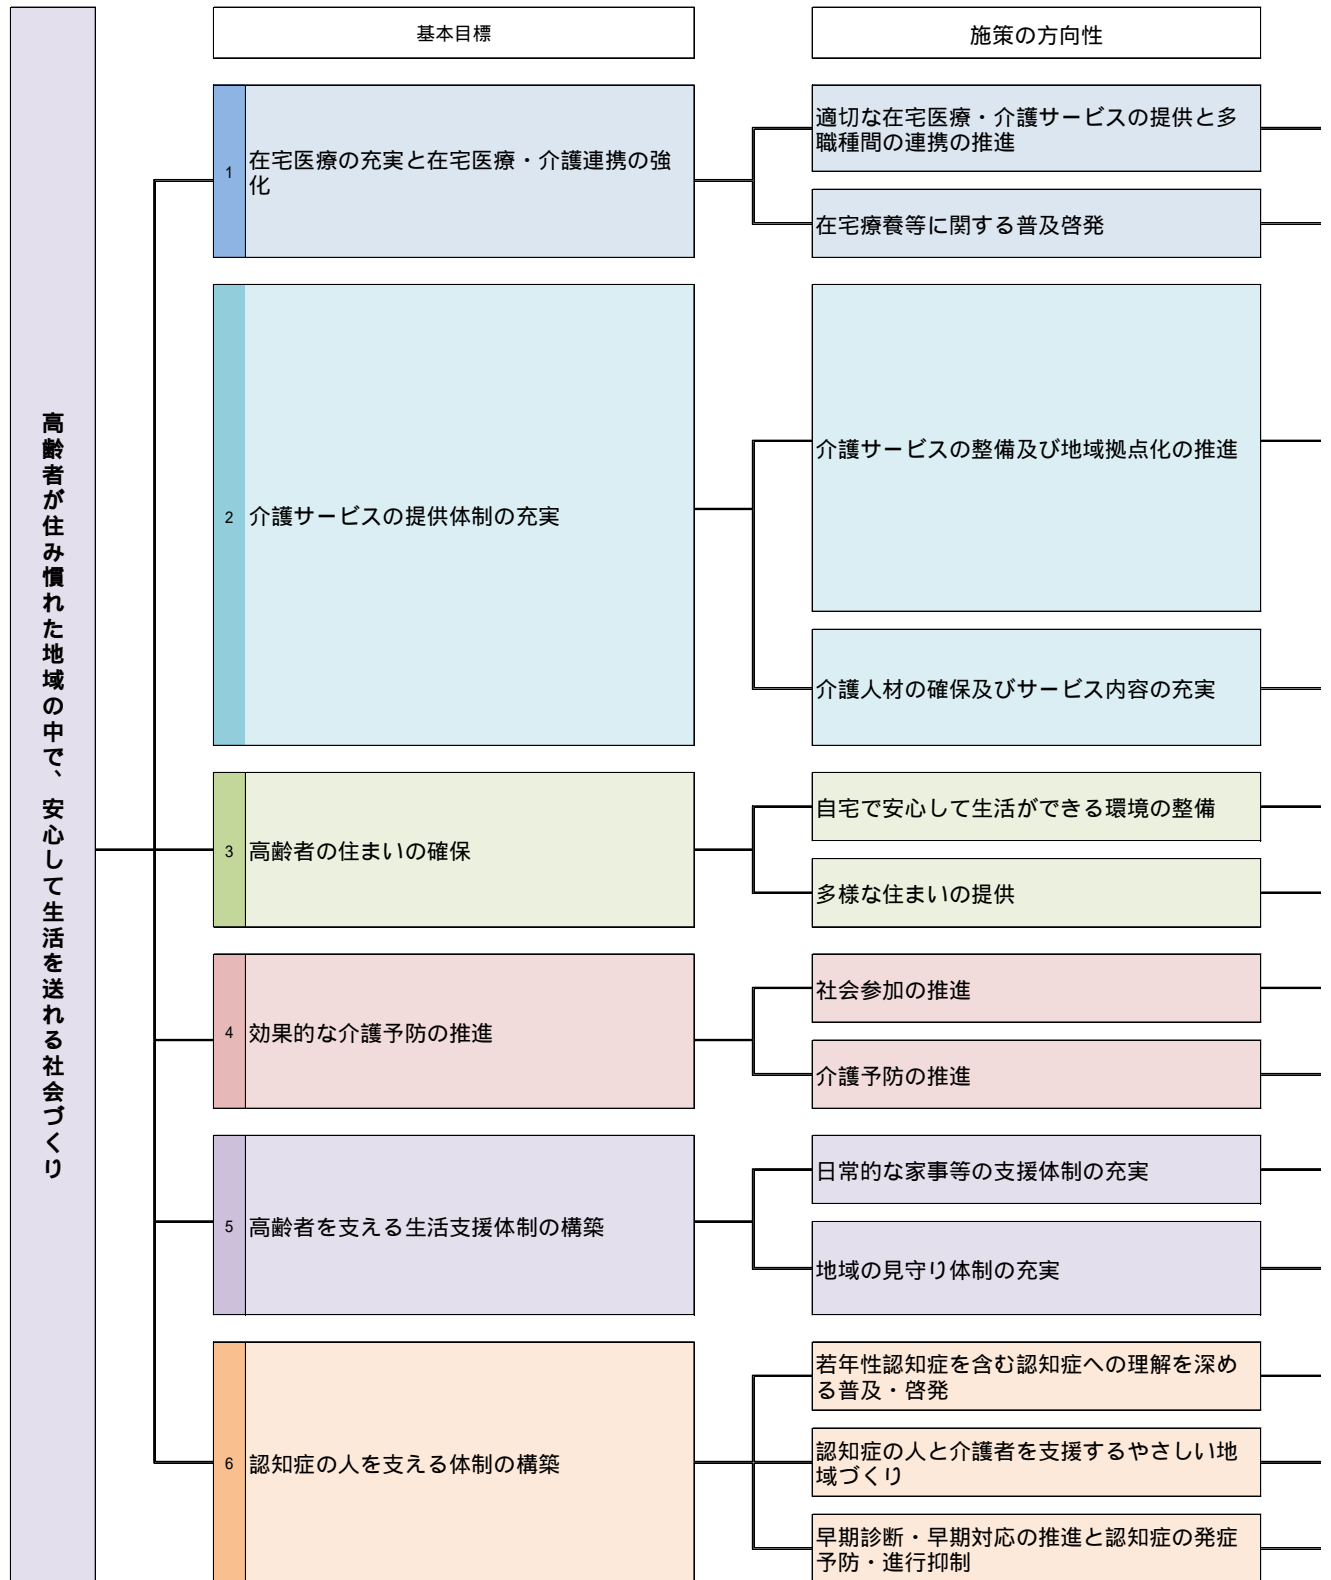 高齢者が住み慣れた地域の中で、安心して生活を送れる社会づくり
基本目標
施策の方向性
1
在宅医療の充実と在宅医療・介護連携の強
化
適切な在宅医療・介護サービスの提供と多
職種間の連携の推進
在宅療養等に関する普及啓発
2
介護サービスの提供体制の充実
介護サービスの整備及び地域拠点化の推進
介護人材の確保及びサービス内容の充実
3
高齢者の住まいの確保
自宅で安心して生活ができる環境の整備
多様な住まいの提供
4
効果的な介護予防の推進
社会参加の推進
介護予防の推進
5
高齢者を支える生活支援体制の構築
日常的な家事等の支援体制の充実
地域の見守り体制の充実
6
認知症の人を支える体制の構築
若年性認知症を含む認知症への理解を深め
る普及・啓発
認知症の人と介護者を支援するやさしい地
域づくり
早期診断・早期対応の推進と認知症の発症
予防・進行抑制